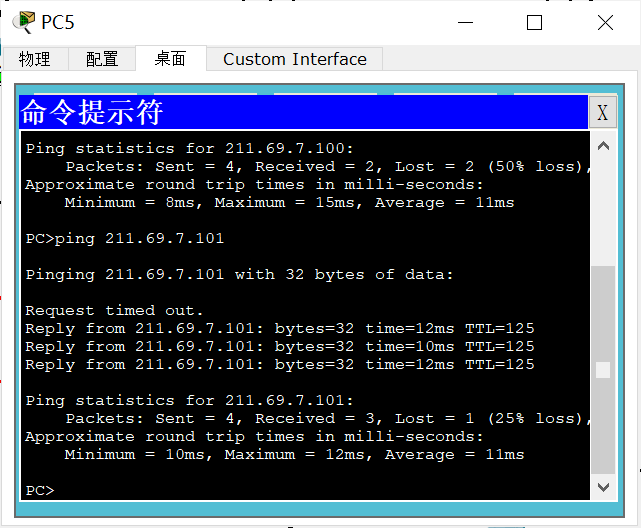 PC5
物理 配置 桌面 Custom Interface
命令提示符 X
Ping statistics for 211.69.7.100:
Packets: Sent = 4, Received = 2, Lost = 2 (50% loss),
Approximate round trip times in milli-seconds:
Minimum = 8ms, Maximum = 15ms, Average = 11ms
PC>ping 211.69.7.101
Pinging 211.69.7.101 with 32 bytes of data:
Request timed out.
Reply from 211.69.7.101: bytes=32 time=12ms TTL=125
Reply from 211.69.7.101: bytes=32 time=10ms TTL=125
Reply from 211.69.7.101: bytes=32 time=12ms TTL=125
Ping statistics for 211.69.7.101:
Packets: Sent = 4, Received = 3, Lost = 1 (25% loss),
Approximate round trip times in milli-seconds:
Minimum = 10ms, Maximum = 12ms, Average = 11ms
PC>